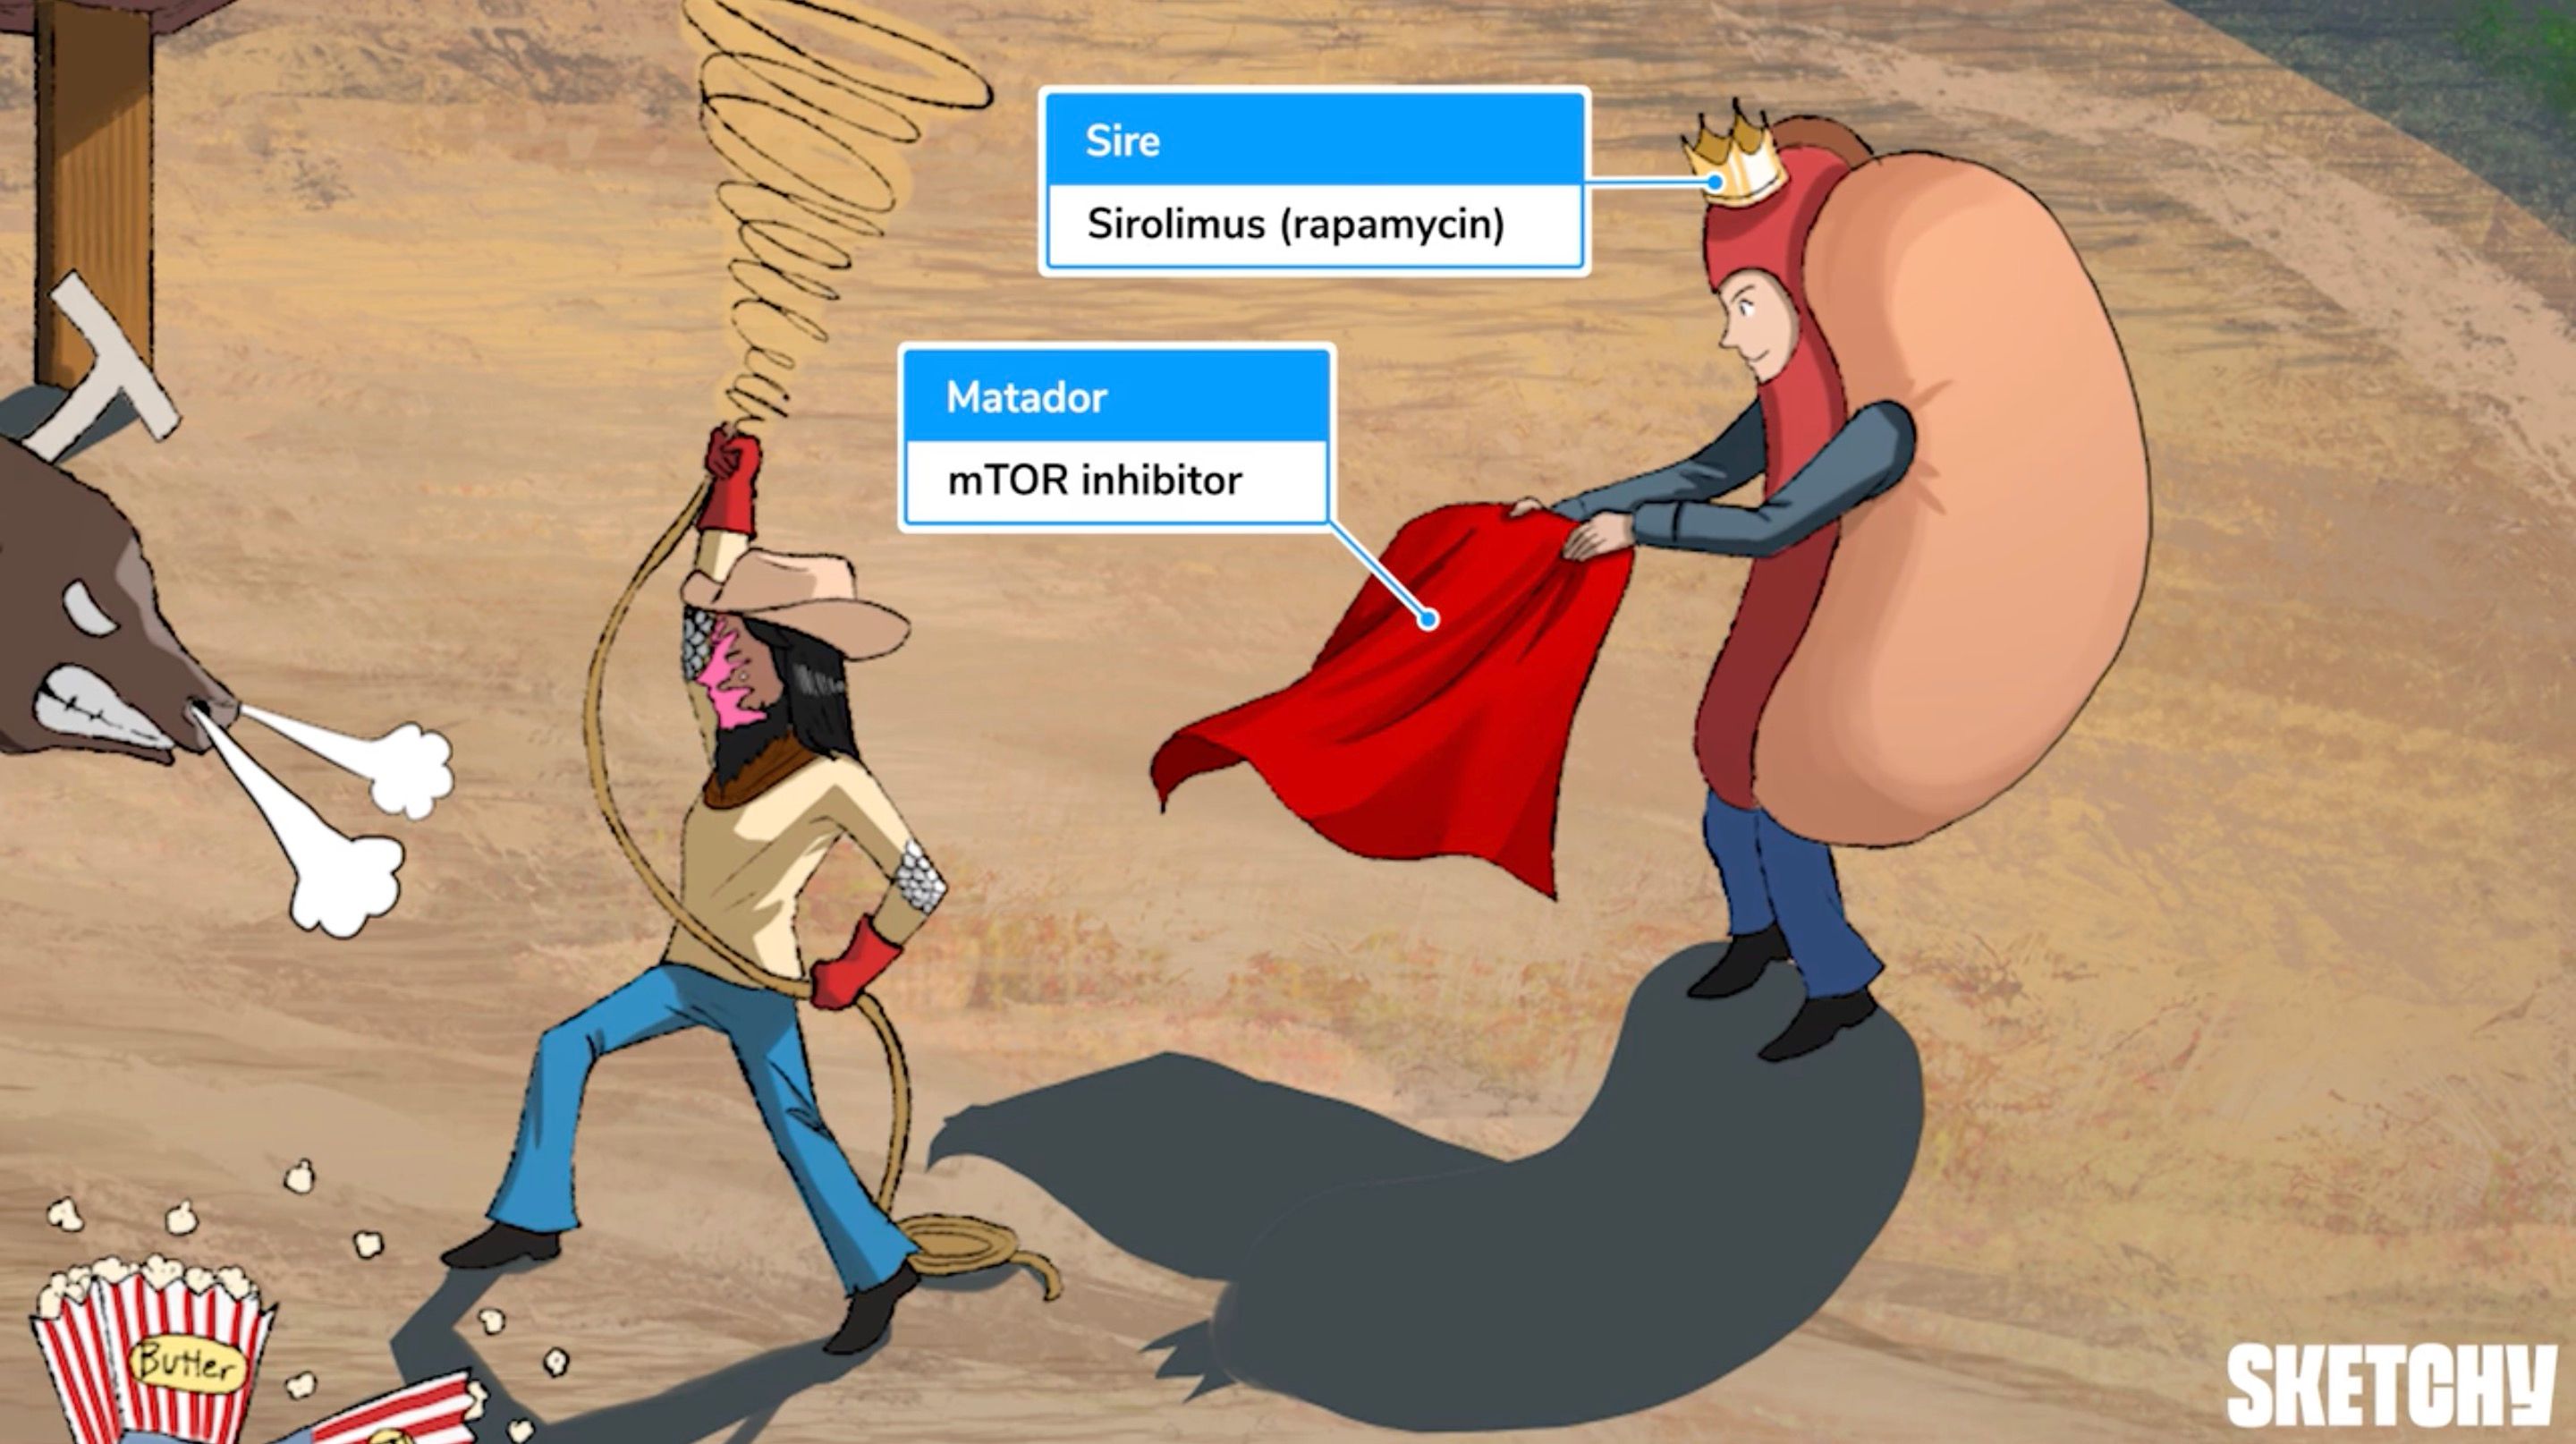 Sire
Sirolimus (rapamycin)
Matador
mTOR inhibitor
Butter
SKETCHY